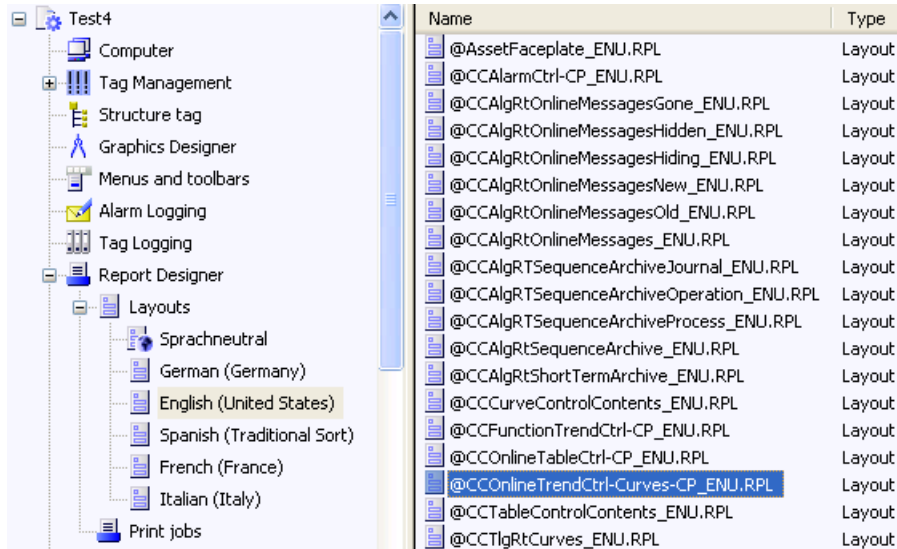 Test4
Computer
Tag Management
Structure tag
Graphics Designer
Menus and toolbars
Alarm Logging
Tag Logging
Report Designer
Layouts
Sprachneutral
German (Germany)
English (United States)
Spanish (Traditional Sort)
French (France)
Italian (Italy)
Print jobs
Name Type
@AssetFaceplate_ENU.RPL Layout
@CCAlarmCtrl-CP_ENU.RPL Layout
@CCAlgRtOnlineMessagesGone_ENU.RPL Layout
@CCAlgRtOnlineMessagesHidden_ENU.RPL Layout
@CCAlgRtOnlineMessagesHiding_ENU.RPL Layout
@CCAlgRtOnlineMessagesNew_ENU.RPL Layout
@CCAlgRtOnlineMessagesOld_ENU.RPL Layout
@CCAlgRtOnlineMessages_ENU.RPL Layout
@CCAlgRTSequenceArchiveJournal_ENU.RPL Layout
@CCAlgRTSequenceArchiveOperation_ENU.RPL Layout
@CCAlgRTSequenceArchiveProcess_ENU.RPL Layout
@CCAlgRtSequenceArchive_ENU.RPL Layout
@CCAlgRtShortTermArchive_ENU.RPL Layout
@CCCurveControlContents_ENU.RPL Layout
@CCFunctionTrendCtrl-CP_ENU.RPL Layout
@CCOnlineTableCtrl-CP_ENU.RPL Layout
@CCOnlineTrendCtrl-Curves-CP_ENU.RPL Layout
@CCTableControlContents_ENU.RPL Layout
@CCTlgRtCurves_ENU.RPL Layout